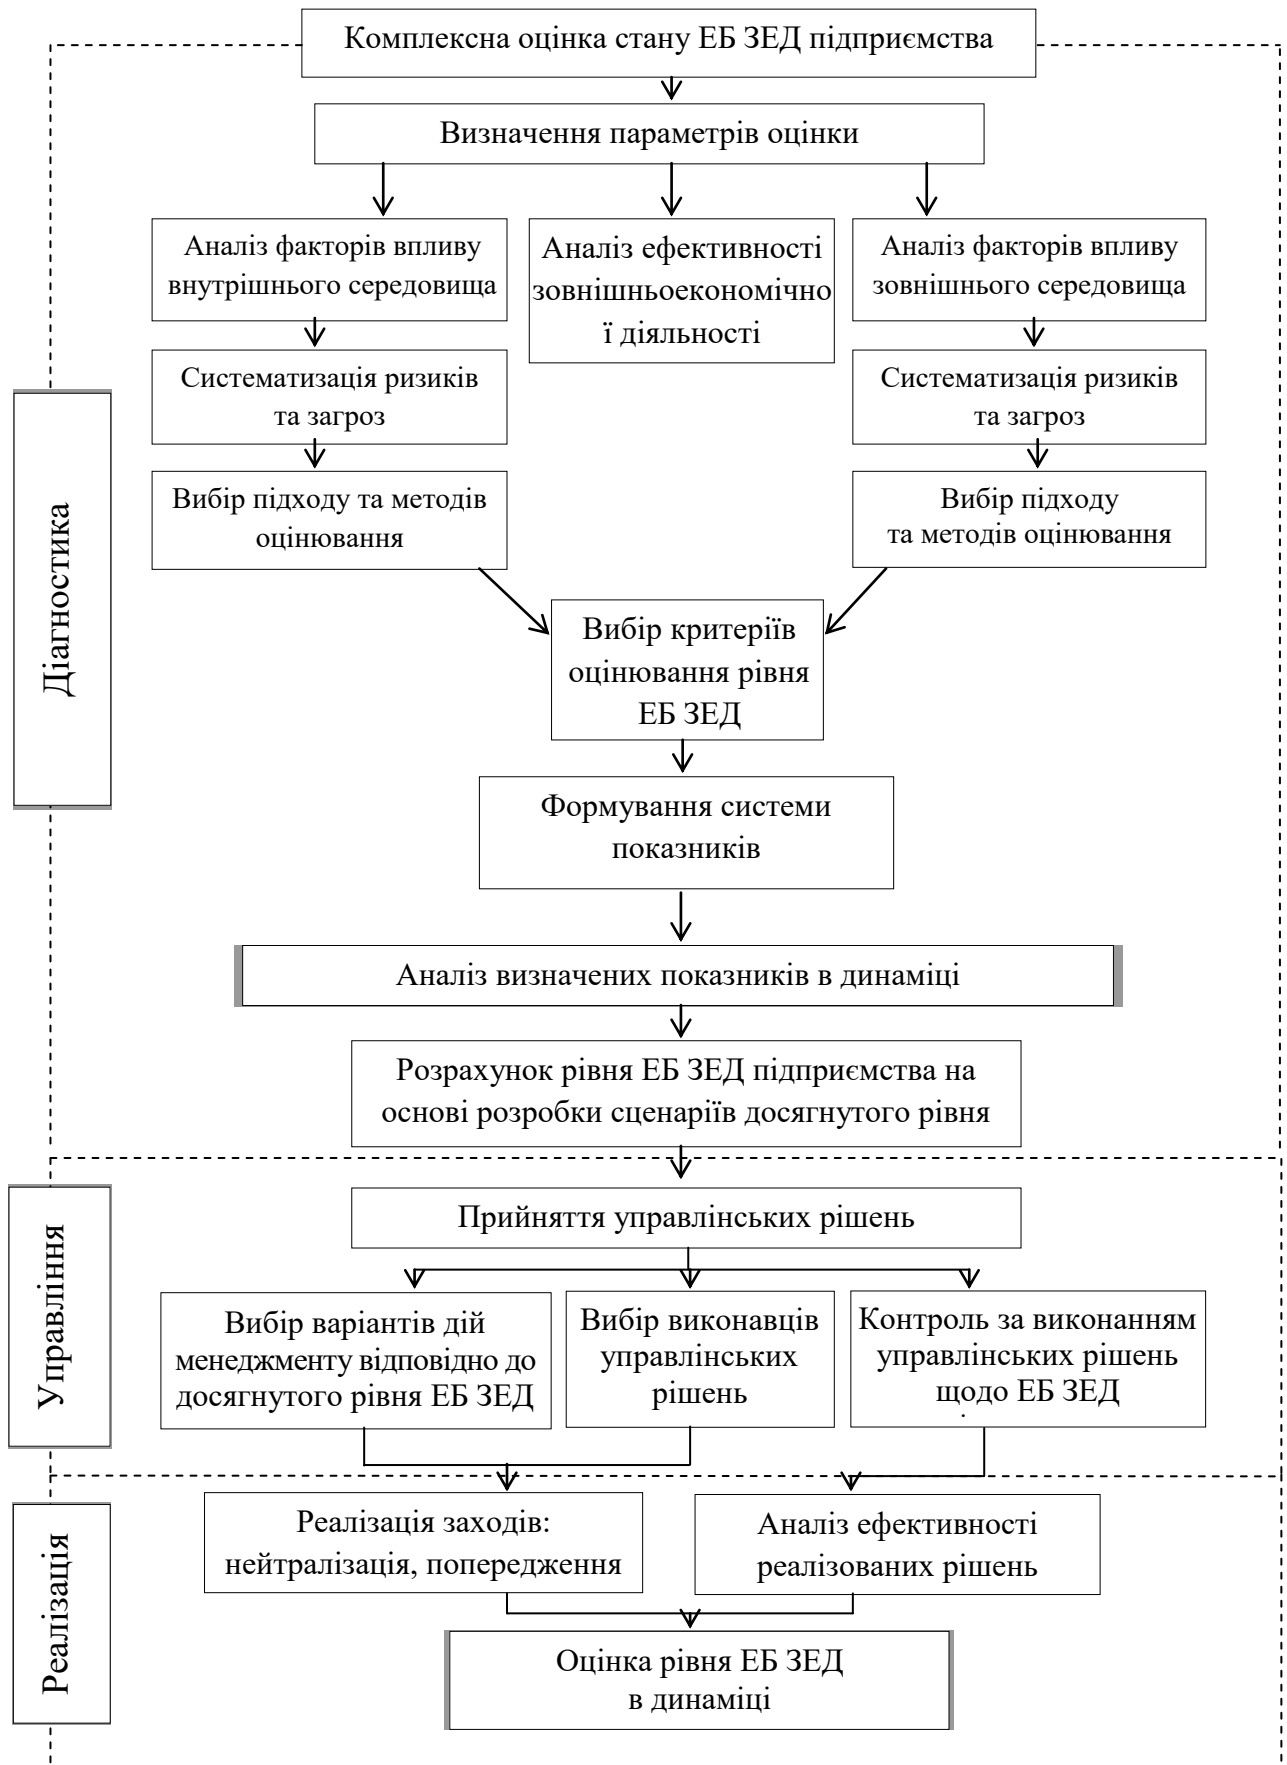 Комплексна оцінка стану ЕБ ЗЕД підприємства
Визначення параметрів оцінки
Аналіз факторів впливу
внутрішнього середовища
Аналіз ефективності
зовнішньоекономічно
ї діяльності
Аналіз факторів впливу
зовнішнього середовища
Систематизація ризиків
та загроз
Систематизація ризиків
та загроз
Вибір підходу та методів
оцінювання
Вибір підходу
та методів оцінювання
Діагностика
Вибір критеріїв
оцінювання рівня
ЕБ ЗЕД
Формування системи
показників
Аналіз визначених показників в динаміці
Розрахунок рівня ЕБ ЗЕД підприємства на
основі розробки сценаріїв досягнутого рівня
Управління
Прийняття управлінських рішень
Вибір варіантів дій
менеджменту відповідно до
досягнутого рівня ЕБ ЗЕД
Вибір виконавців
управлінських
рішень
Контроль за виконанням
управлінських рішень
щодо ЕБ ЗЕД
Реалізація
Реалізація заходів:
нейтралізація, попередження
Аналіз ефективності
реалізованих рішень
Оцінка рівня ЕБ ЗЕД
в динаміці